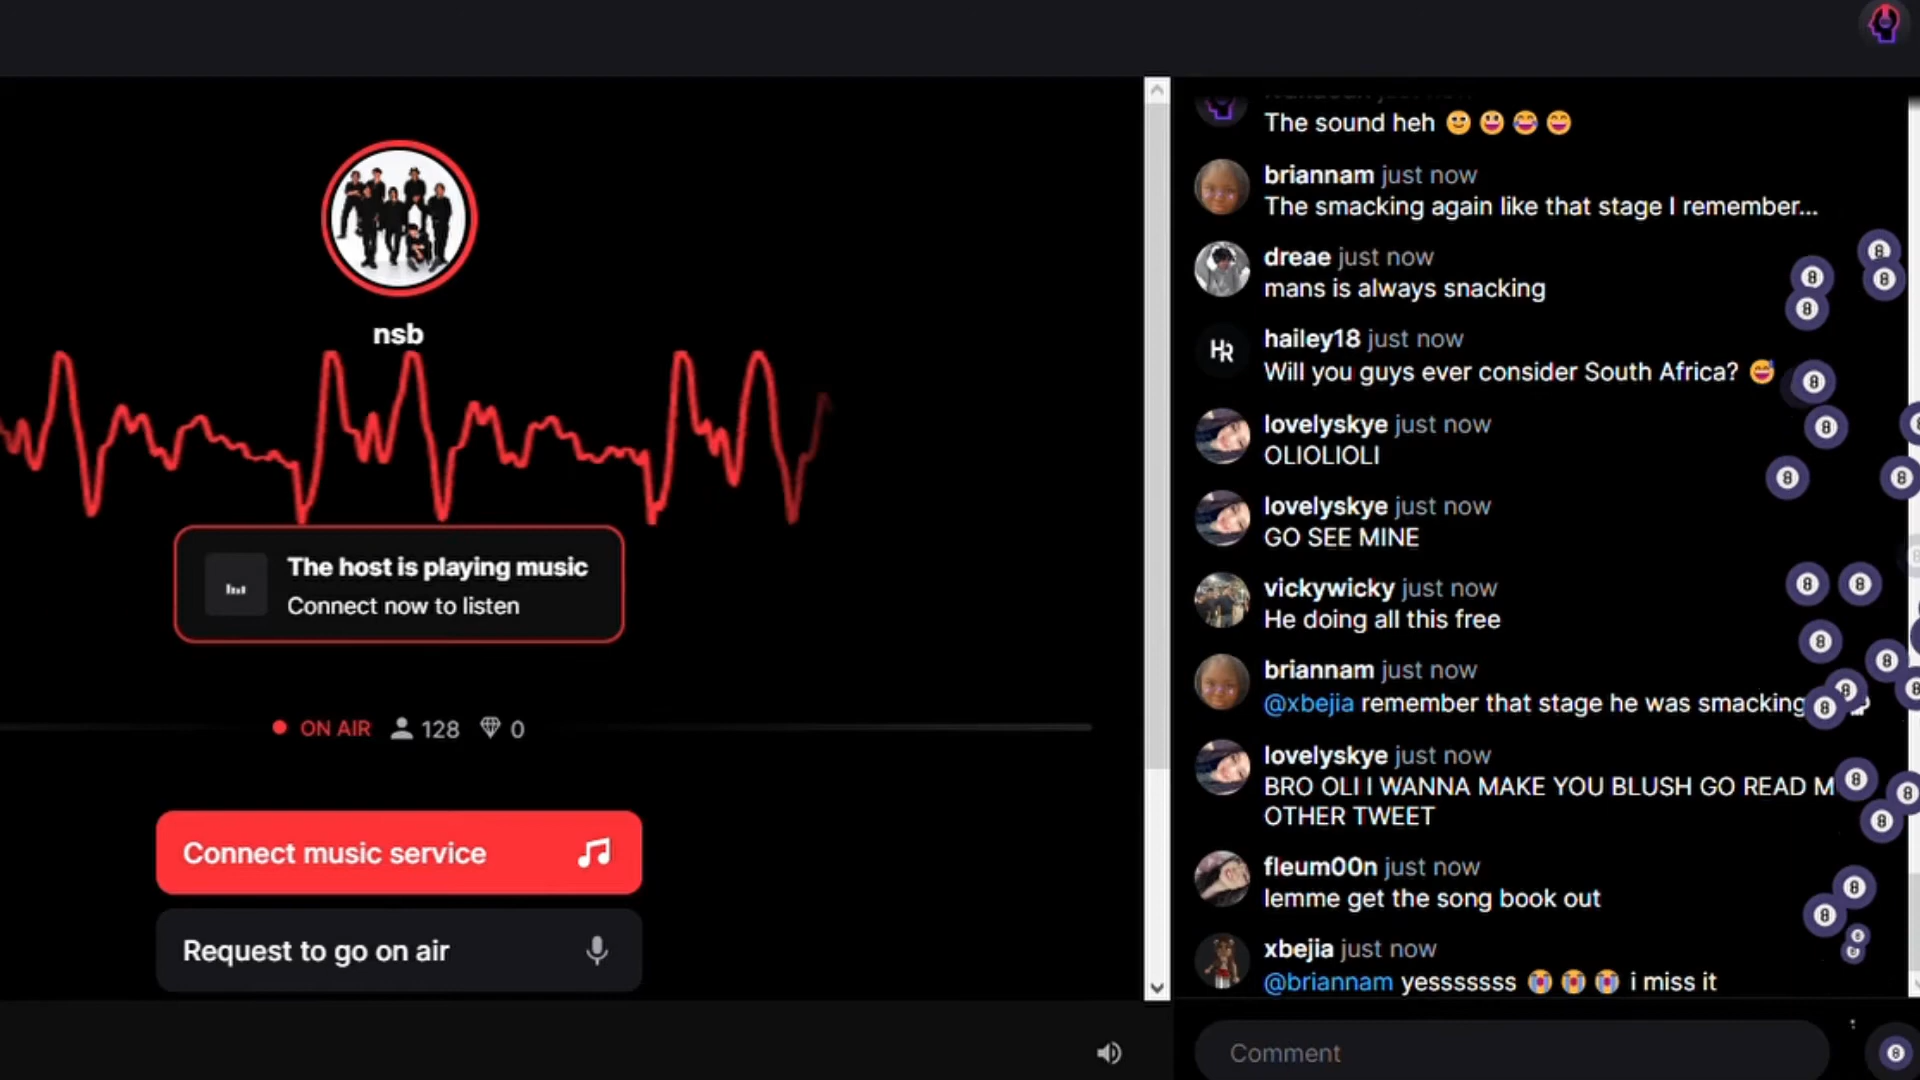 nsb
The host is playing music
Connect now to listen
ON AIR 128 0
Connect music service
Request to go on air
just now
The sound heh 🙂😀😂😄
briannam just now
The smacking again like that stage I remember...
dreae just now
mans is always snacking
HR
hailey18 just now
Will you guys ever consider South Africa? 😅
lovelyskye just now
OLIOLIOLI
lovelyskye just now
GO SEE MINE
vickywicky just now
He doing all this free
briannam just now
@xbejia remember that stage he was smacking
lovelyskye just now
BRO OLI I WANNA MAKE YOU BLUSH GO READ M
OTHER TWEET
fleum00n just now
lemme get the song book out
xbejia just now
@briannam yesssssss 😭😭😭 i miss it
Comment